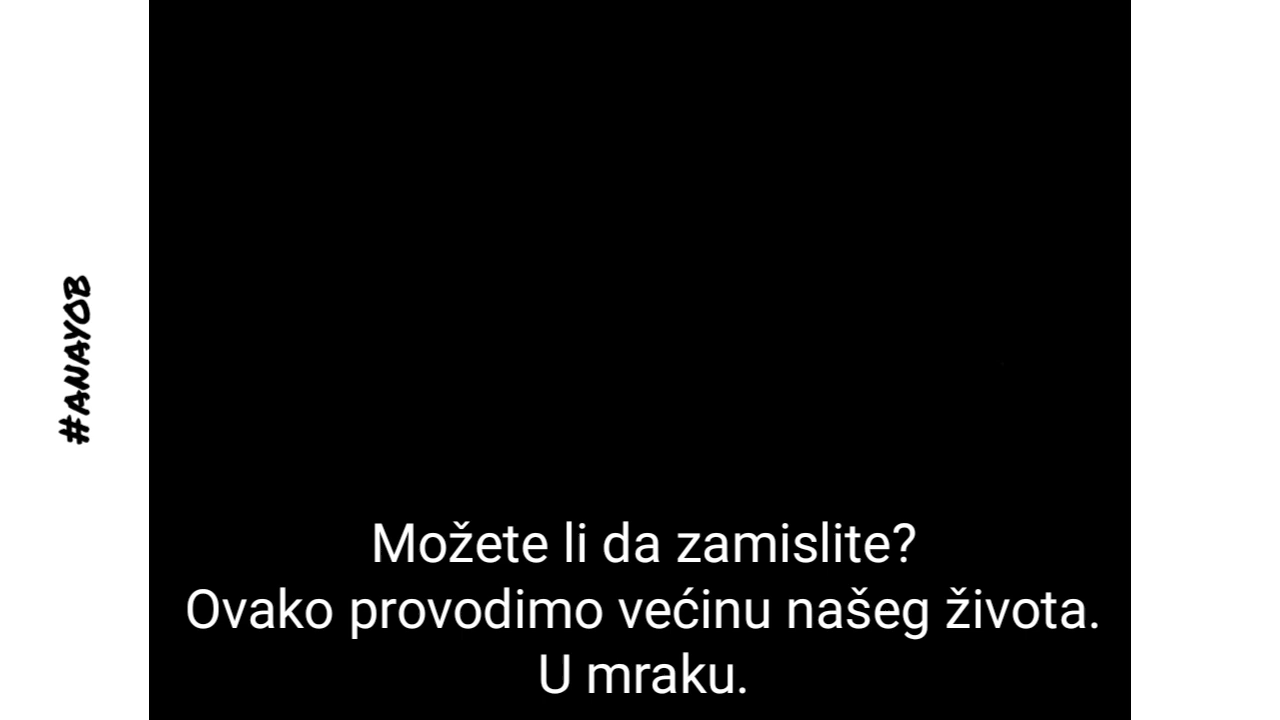 #ANAYOB
Možete li da zamislite?
Ovako provodimo većinu našeg života.
U mraku.